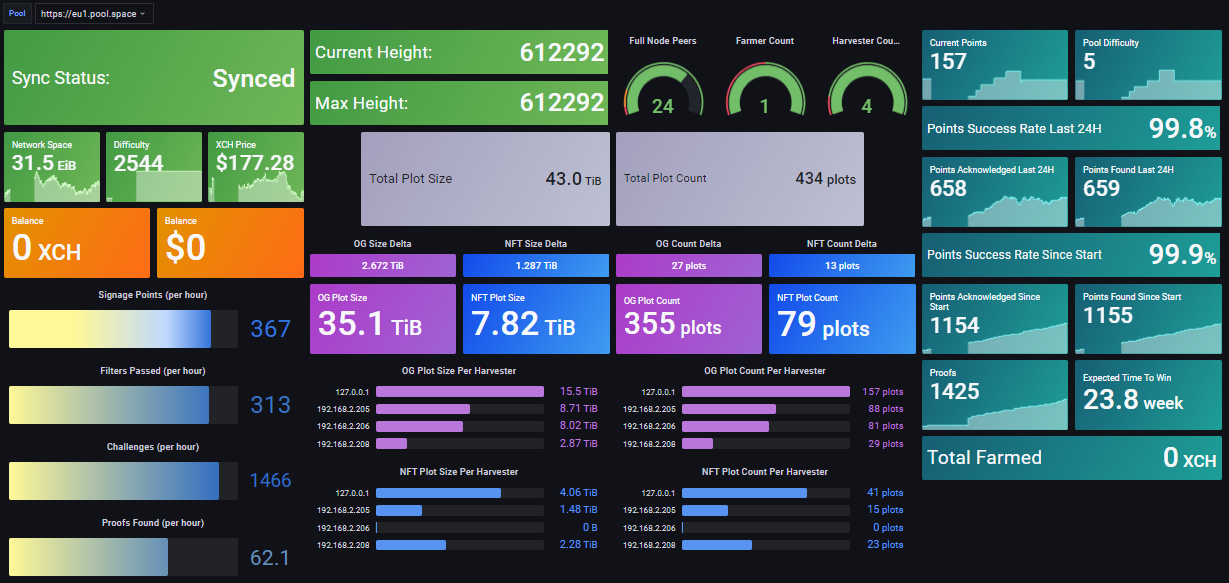 Pool
https://eu1.pool.space
Sync Status:
Synced
Current Height:
612292
Max Height:
612292
Full Node Peers
24
Farmer Count
1
Harvester Cou...
4
Network Space
31.5 EiB
Difficulty
2544
XCH Price
$177.28
Balance
0 XCH
Balance
$0
Total Plot Size
43.0 TiB
Total Plot Count
434 plots
OG Size Delta
2.672 TiB
NFT Size Delta
1.287 TiB
OG Count Delta
27 plots
NFT Count Delta
13 plots
OG Plot Size
35.1 TiB
NFT Plot Size
7.82 TiB
OG Plot Count
355 plots
NFT Plot Count
79 plots
Signage Points (per hour)
367
Filters Passed (per hour)
313
Challenges (per hour)
1466
Proofs Found (per hour)
62.1
OG Plot Size Per Harvester
127.0.0.1 15.5 TiB
192.168.2.205 8.71 TiB
192.168.2.206 8.02 TiB
192.168.2.208 2.87 TiB
OG Plot Count Per Harvester
127.0.0.1 157 plots
192.168.2.205 88 plots
192.168.2.206 81 plots
192.168.2.208 29 plots
NFT Plot Size Per Harvester
127.0.0.1 4.06 TiB
192.168.2.205 1.48 TiB
192.168.2.206 0 B
192.168.2.208 2.28 TiB
NFT Plot Count Per Harvester
127.0.0.1 41 plots
192.168.2.205 15 plots
192.168.2.206 0 plots
192.168.2.208 23 plots
Current Points
157
Pool Difficulty
5
Points Success Rate Last 24H
99.8%
Points Acknowledged Last 24H
658
Points Found Last 24H
659
Points Success Rate Since Start
99.9%
Points Acknowledged Since
Start
1154
Points Found Since Start
1155
Proofs
1425
Expected Time To Win
23.8 week
Total Farmed
0 XCH